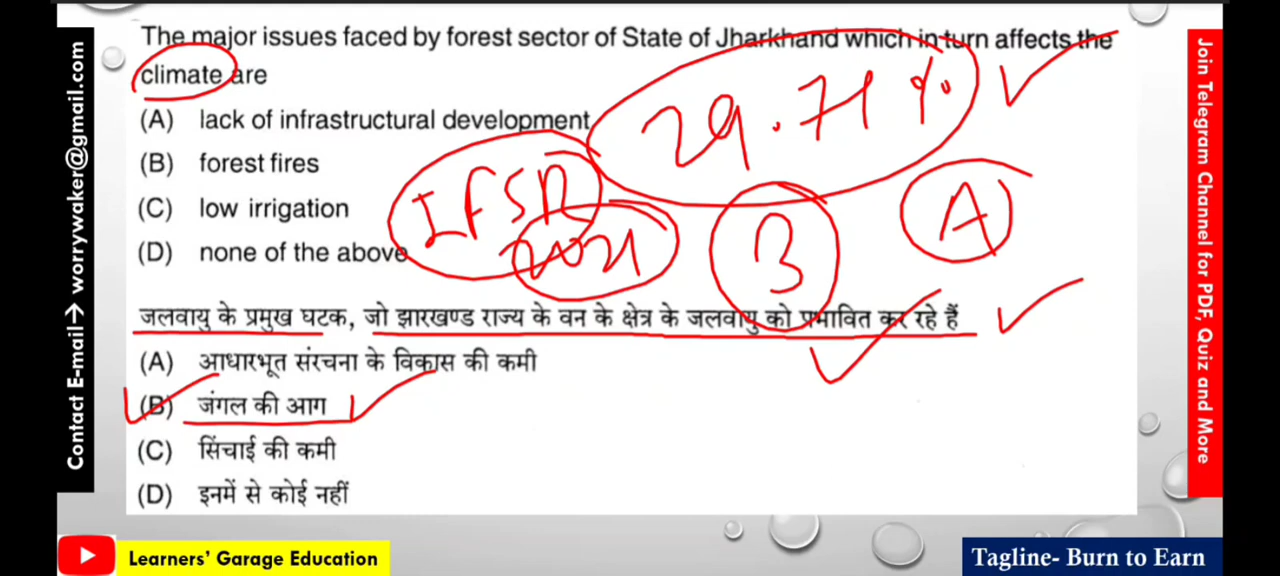 The major issues faced by forest sector of State of Jharkhand which in turn affects the
climate are
(A) lack of infrastructural development
(B) forest fires
(C) low irrigation
(D) none of the above
29.71%
IFSR
2021
B
A
जलवायु के प्रमुख घटक, जो झारखण्ड राज्य के वन के क्षेत्र के जलवायु को प्रभावित कर रहे हैं
(A) आधारभूत संरचना के विकास की कमी
(B) जंगल की आग
(C) सिंचाई की कमी
(D) इनमें से कोई नहीं
Contact E-mail→ worrywaker@gmail.com
Join Telegram Channel for PDF, Quiz and More
Learners' Garage Education
Tagline- Burn to Earn